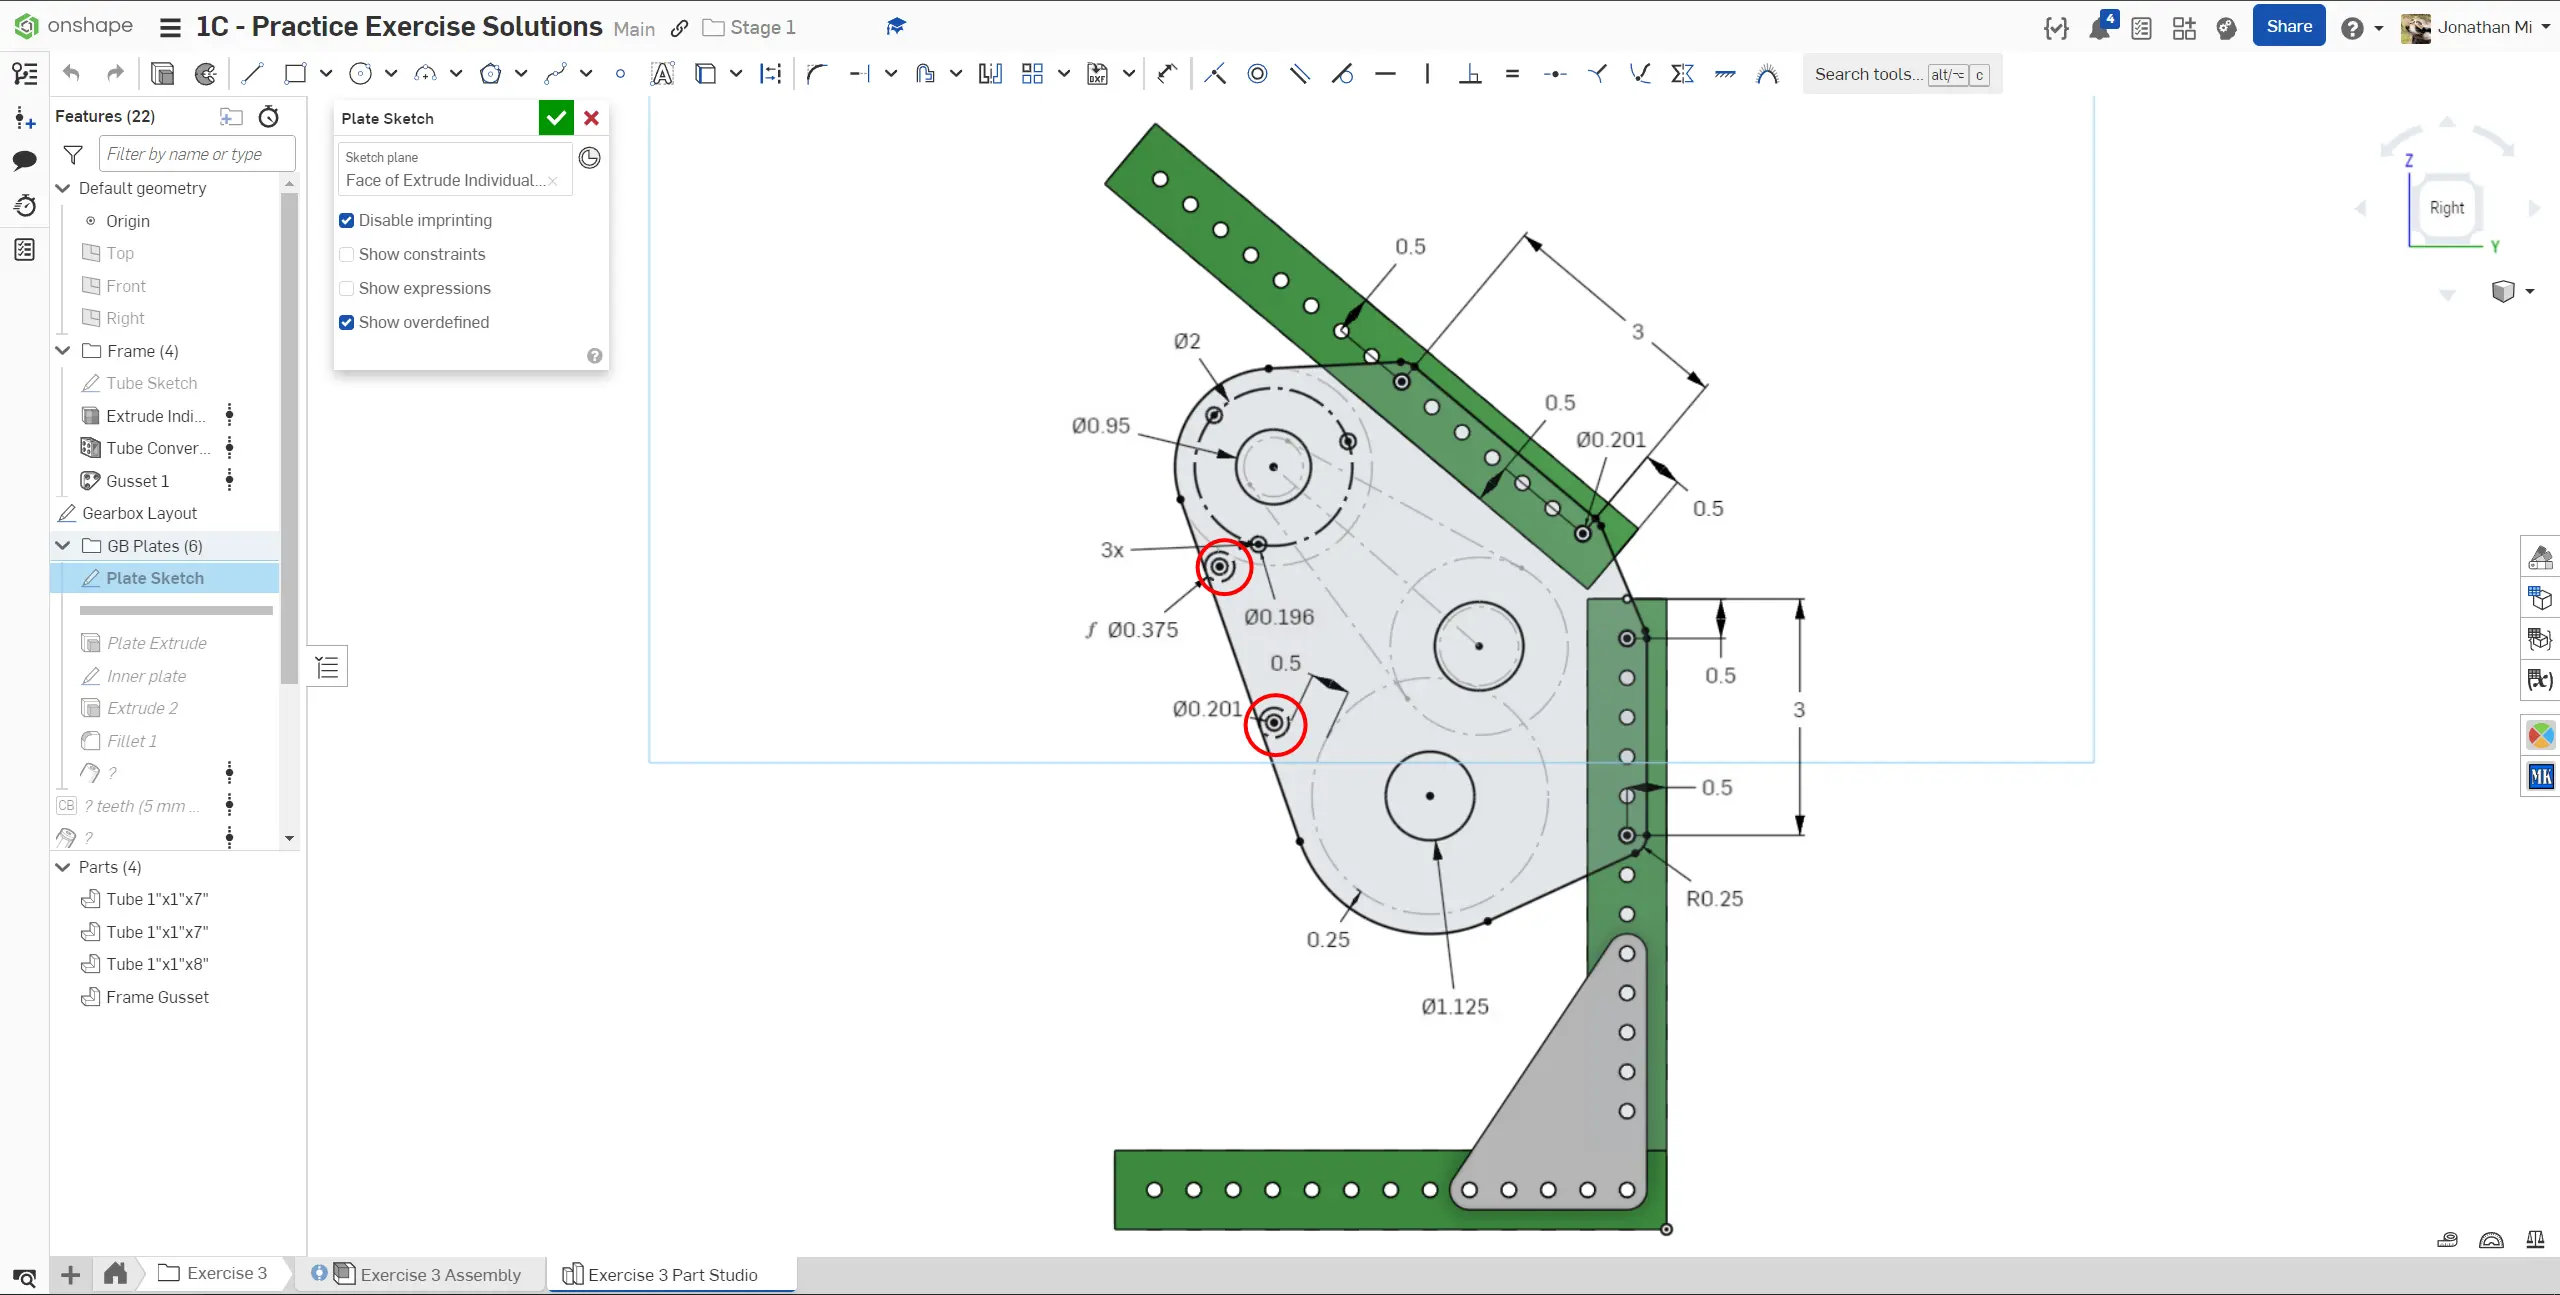 onshape
1C - Practice Exercise Solutions
Main
Stage 1
4
Share
Jonathan Mi
DXF
Search tools... alt/⌥ c
Features (22)
Filter by name or type
Default geometry
Origin
Top
Front
Right
Frame (4)
Tube Sketch
Extrude Indi...
Tube Conver...
Gusset 1
Gearbox Layout
GB Plates (6)
Plate Sketch
Plate Extrude
Inner plate
Extrude 2
Fillet 1
?
CB ? teeth (5 mm ...
?
Parts (4)
Tube 1"x1"x7"
Tube 1"x1"x7"
Tube 1"x1"x8"
Frame Gusset
Plate Sketch
Sketch plane
Face of Extrude Individual...
Disable imprinting
Show constraints
Show expressions
Show overdefined
?
0.5
3
Ø2
0.5
Ø0.95
Ø0.201
0.5
3x
Ø0.196
ƒ Ø0.375
0.5
0.5
Ø0.201
3
0.5
R0.25
0.25
Ø1.125
Z
Right
Y
(x)
MK
Exercise 3
Exercise 3 Assembly
Exercise 3 Part Studio